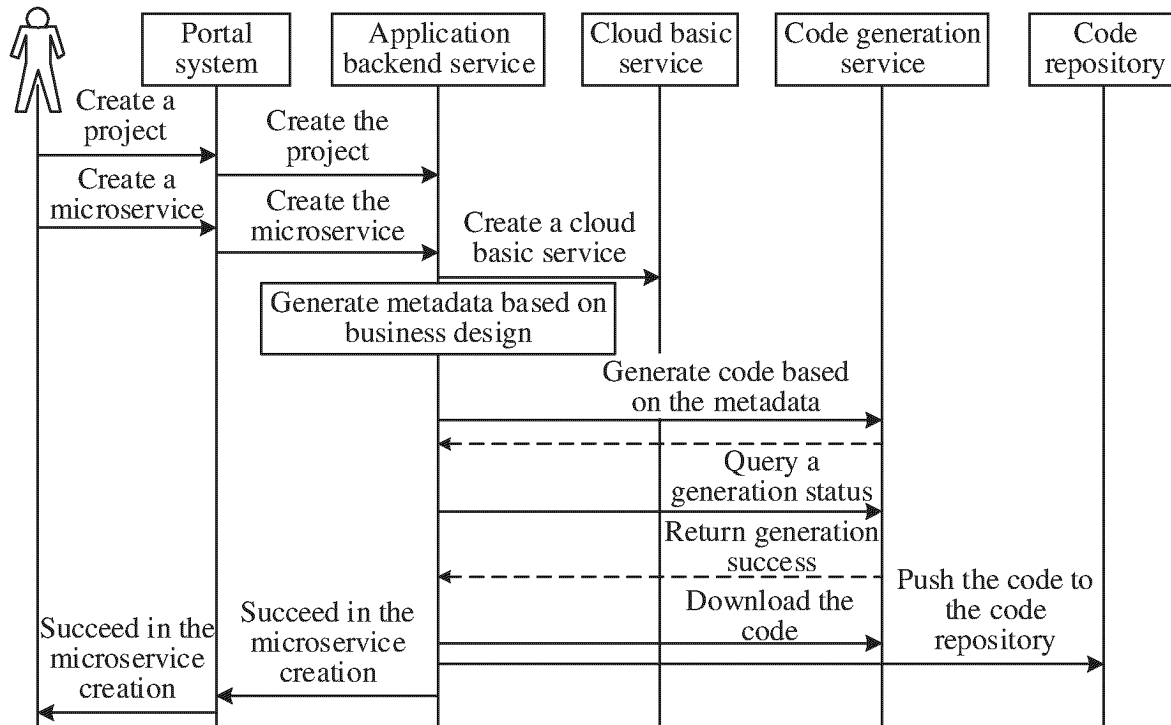 Portal
system
Application
backend service
Cloud basic
service
Code generation
service
Code
repository
Create a
project
Create the
project
Create a
microservice
Create the
microservice
Create a cloud
basic service
Generate metadata based on
business design
Generate code based
on the metadata
Query a
generation status
Return generation
success
Download the
code
Push the code to
the code
repository
Succeed in the
microservice
creation
Succeed in the
microservice
creation